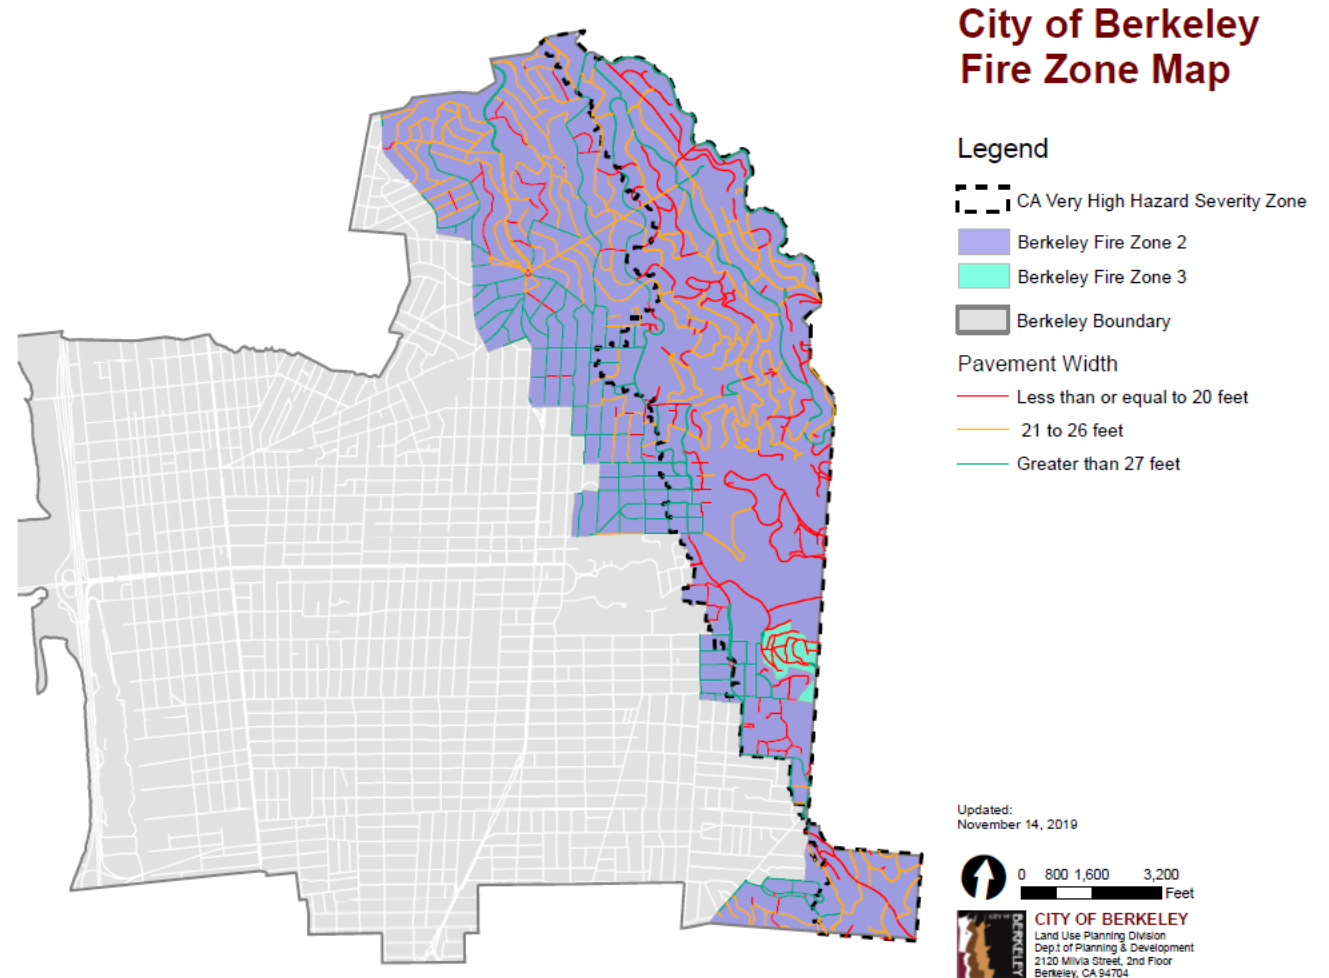 City of Berkeley
Fire Zone Map
Legend
CA Very High Hazard Severity Zone
Berkeley Fire Zone 2
Berkeley Fire Zone 3
Berkeley Boundary
Pavement Width
Less than or equal to 20 feet
21 to 26 feet
Greater than 27 feet
Updated:
November 14, 2019
0 800 1,600 3,200
Feet
CITY OF
BERKELEY
CITY OF BERKELEY
Land Use Planning Division
Dep.t of Planning & Development
2120 Milvia Street, 2nd Floor
Berkeley, CA 94704